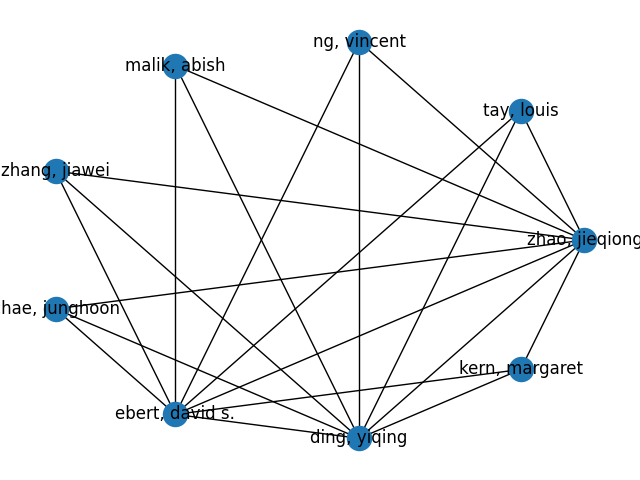 ng, vincent
malik, abish
tay, louis
zhang, jiawei
zhao, jieqiong
hae, junghoon
kern, margaret
ebert, david s.
ding, yiqing